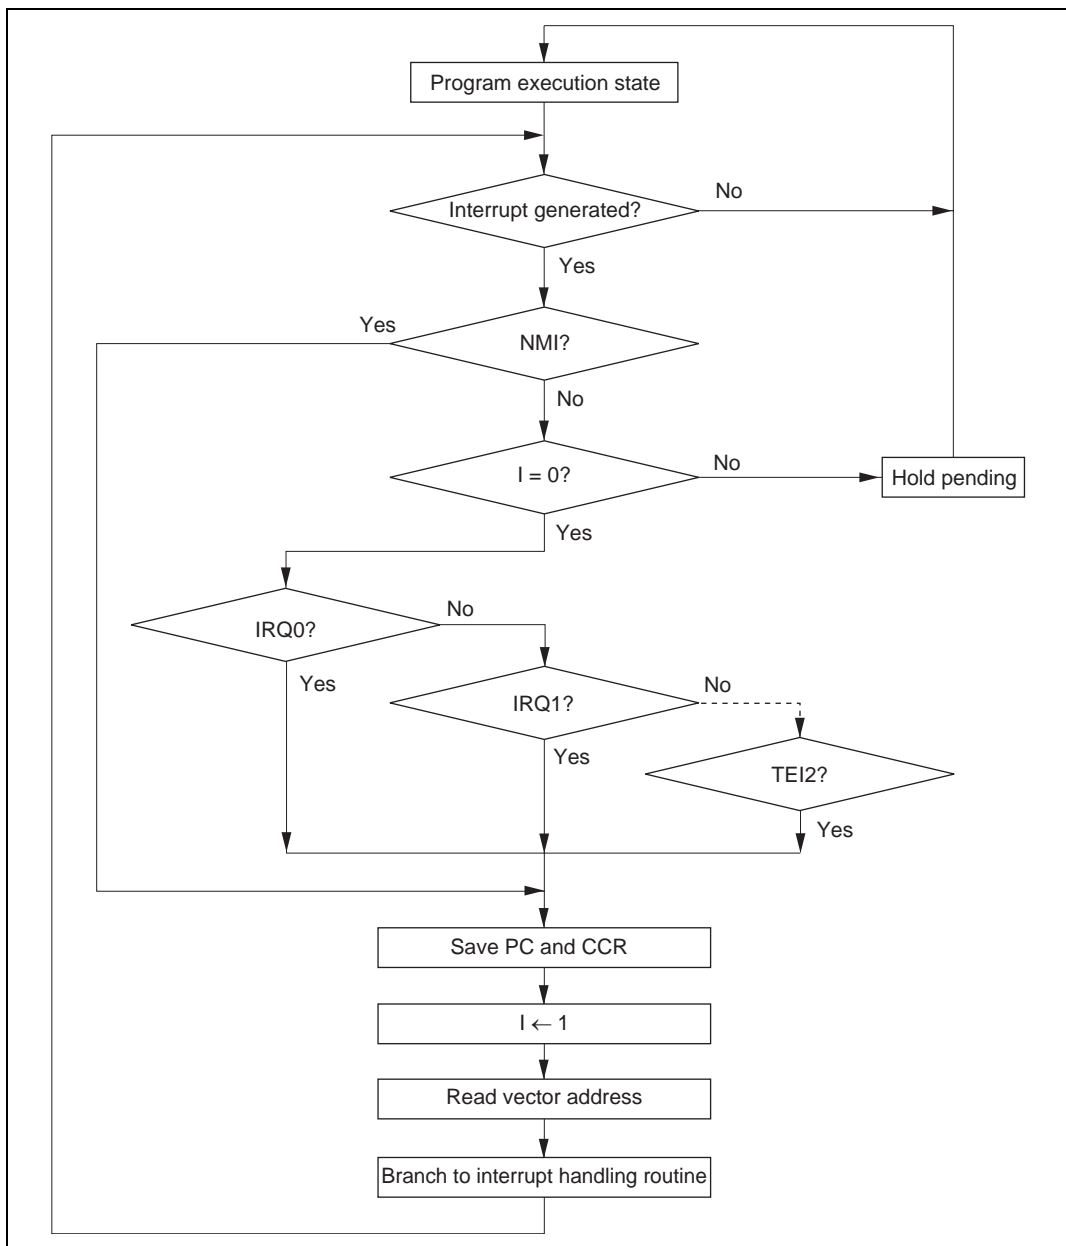 Program execution state
Interrupt generated?
No
Yes
Yes
NMI?
No
I = 0?
No
Hold pending
Yes
IRQ0?
No
Yes
IRQ1?
No
Yes
TEI2?
Yes
Save PC and CCR
I ← 1
Read vector address
Branch to interrupt handling routine